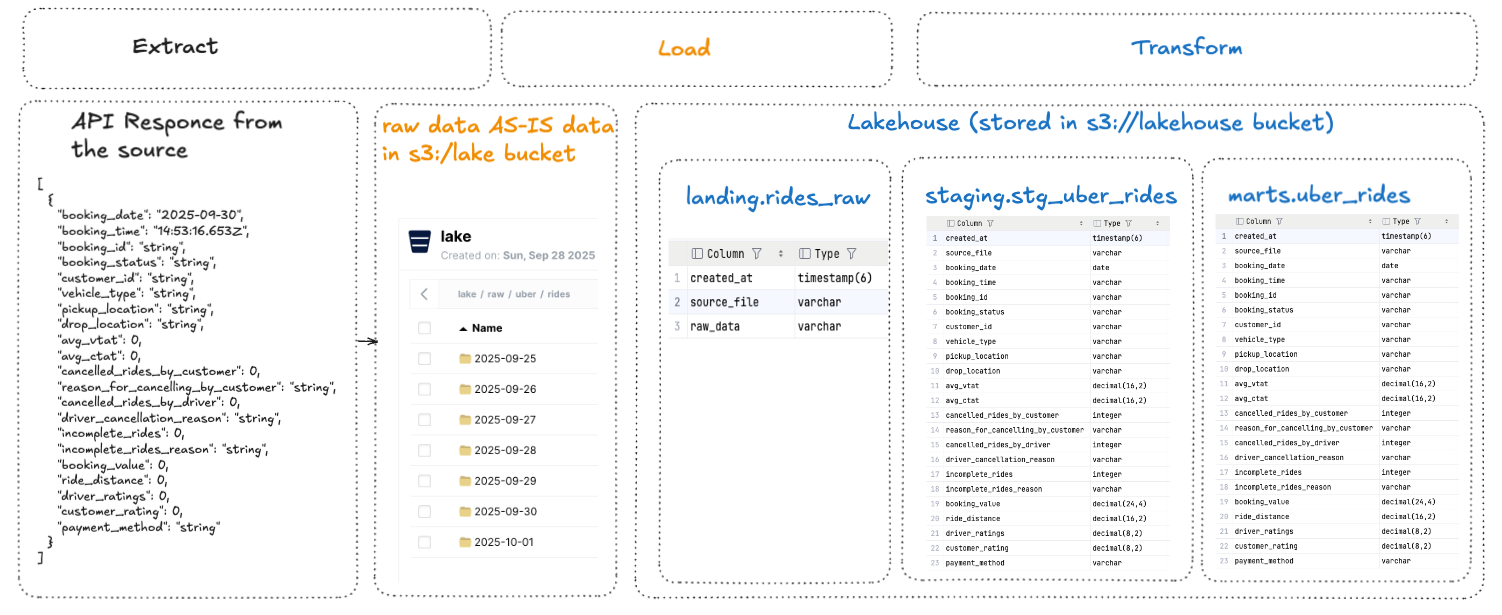 Extract
Load
Transform
API Responce from
the source
[
{
"booking_date": "2025-09-30",
"booking_time": "14:53:16.653Z",
"booking_id": "string",
"booking_status": "string",
"customer_id": "string",
"vehicle_type": "string",
"pickup_location": "string",
"drop_location": "string",
"avg_vtat": 0,
"avg_ctat": 0,
"cancelled_rides_by_customer": 0,
"reason_for_cancelling_by_customer": "string",
"cancelled_rides_by_driver": 0,
"driver_cancellation_reason": "string",
"incomplete_rides": 0,
"incomplete_rides_reason": "string",
"booking_value": 0,
"ride_distance": 0,
"driver_ratings": 0,
"customer_rating": 0,
"payment_method": "string"
}
]
raw data AS-IS data
in s3:/lake bucket
lake
Created on: Sun, Sep 28 2025
lake / raw / uber / rides
Name
2025-09-25
2025-09-26
2025-09-27
2025-09-28
2025-09-29
2025-09-30
2025-10-01
Lakehouse (stored in s3://lakehouse bucket)
landing.rides_raw
Column Type
1 created_at timestamp(6)
2 source_file varchar
3 raw_data varchar
staging.stg_uber_rides
Column Type
1 created_at timestamp(6)
2 source_file varchar
3 booking_date date
4 booking_time varchar
5 booking_id varchar
6 booking_status varchar
7 customer_id varchar
8 vehicle_type varchar
9 pickup_location varchar
10 drop_location varchar
11 avg_vtat decimal(16,2)
12 avg_ctat decimal(16,2)
13 cancelled_rides_by_customer integer
14 reason_for_cancelling_by_customer varchar
15 cancelled_rides_by_driver integer
16 driver_cancellation_reason varchar
17 incomplete_rides integer
18 incomplete_rides_reason varchar
19 booking_value decimal(24,4)
20 ride_distance decimal(16,2)
21 driver_ratings decimal(8,2)
22 customer_rating decimal(8,2)
23 payment_method varchar
marts.uber_rides
Column Type
1 created_at timestamp(6)
2 source_file varchar
3 booking_date date
4 booking_time varchar
5 booking_id varchar
6 booking_status varchar
7 customer_id varchar
8 vehicle_type varchar
9 pickup_location varchar
10 drop_location varchar
11 avg_vtat decimal(16,2)
12 avg_ctat decimal(16,2)
13 cancelled_rides_by_customer integer
14 reason_for_cancelling_by_customer varchar
15 cancelled_rides_by_driver integer
16 driver_cancellation_reason varchar
17 incomplete_rides integer
18 incomplete_rides_reason varchar
19 booking_value decimal(24,4)
20 ride_distance decimal(16,2)
21 driver_ratings decimal(8,2)
22 customer_rating decimal(8,2)
23 payment_method varchar